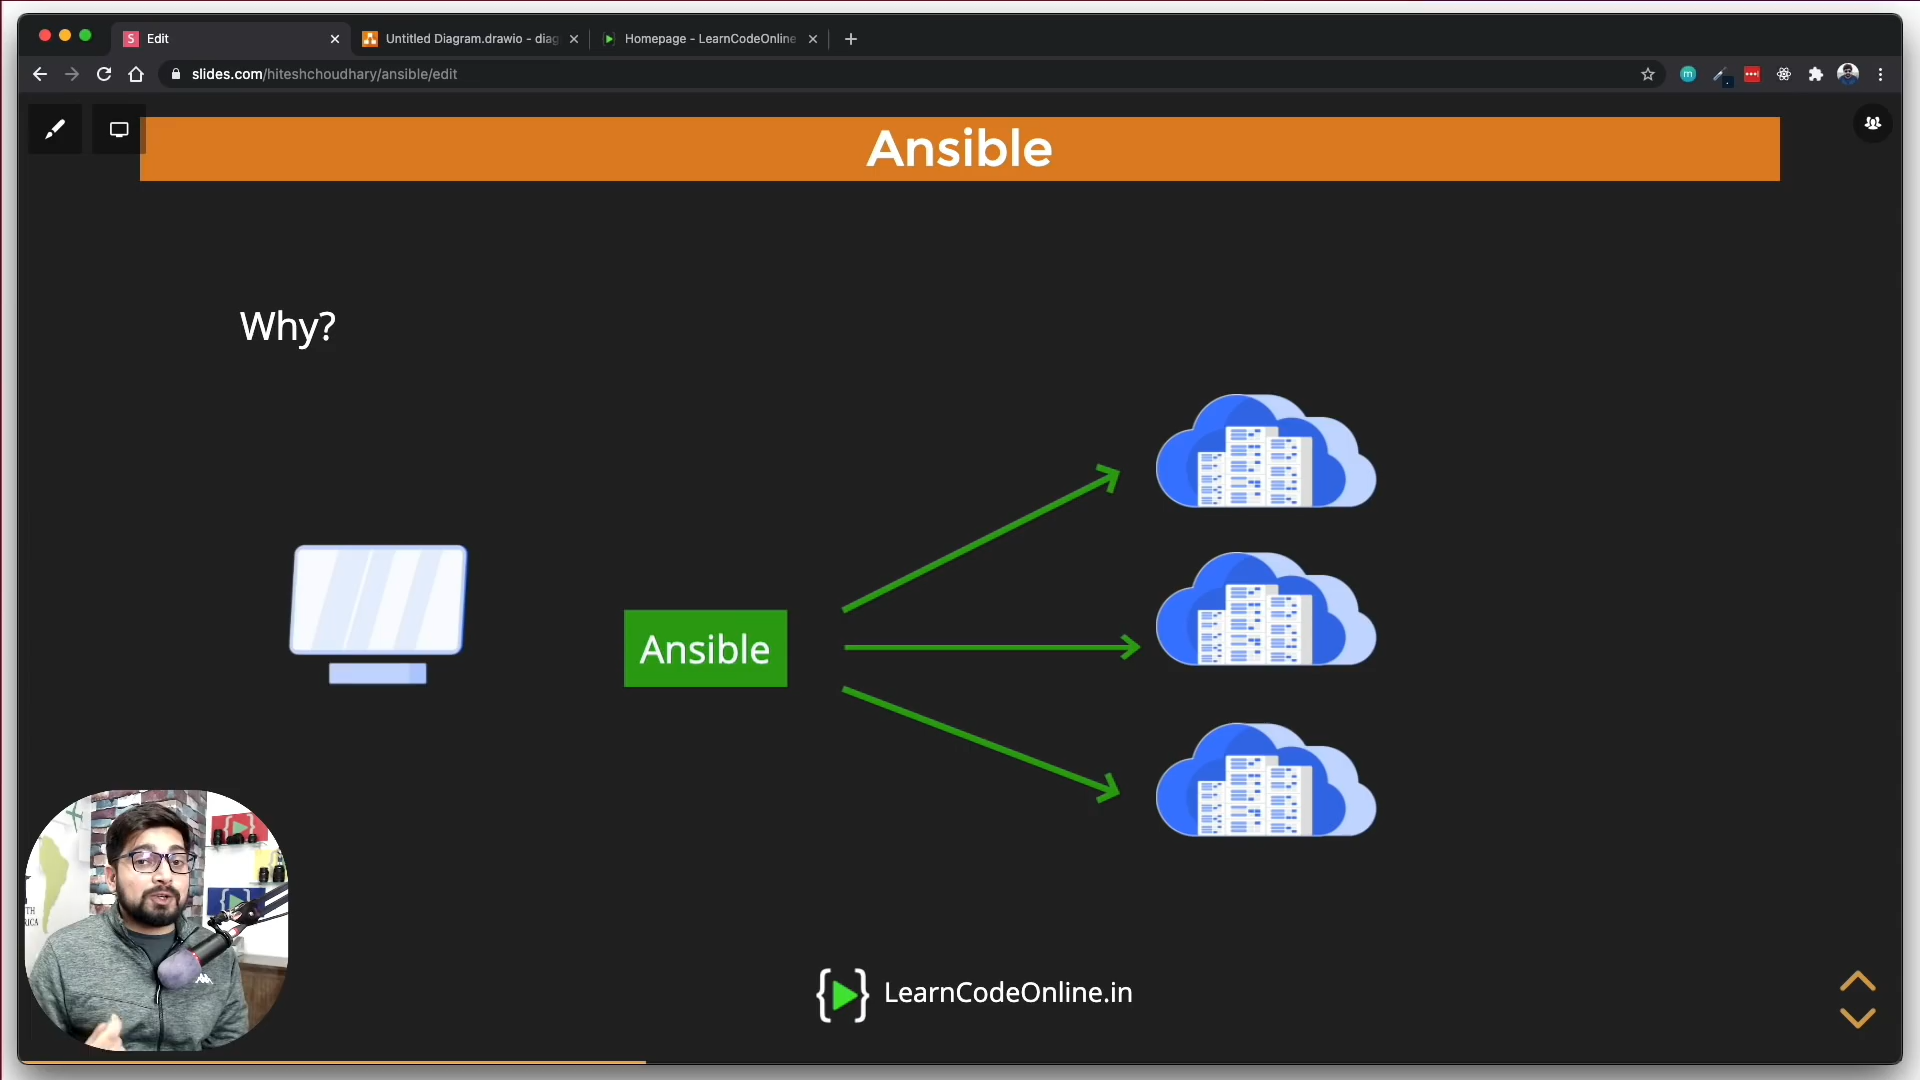 Edit
Untitled Diagram.drawio - diag
Homepage - LearnCodeOnline
slides.com/hiteshchoudhary/ansible/edit
Ansible
Why?
Ansible
LearnCodeOnline.in